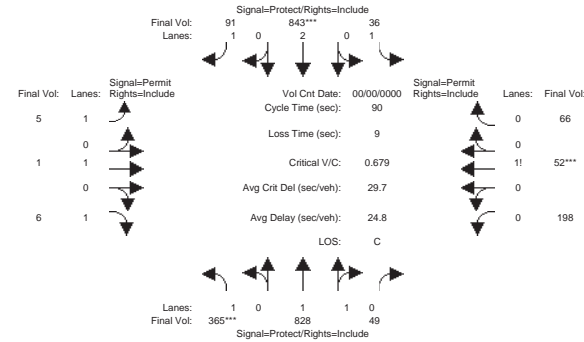 Signal=Protect/Rights=Include
Final Vol: 91 843*** 36
Lanes: 1 0 2 0 1
Signal=Permit Signal=Permit
Final Vol: Lanes: Rights=Include Vol Cnt Date: 00/00/0000 Rights=Include Lanes: Final Vol:
Cycle Time (sec): 90
5 1 0 66
Loss Time (sec): 9
0 0
1 1 Critical V/C: 0.679 1! 52***
0 Avg Crit Del (sec/veh): 29.7 0
6 1 Avg Delay (sec/veh): 24.8 0 198
LOS: C
Lanes: 1 0 1 1 0
Final Vol: 365*** 828 49
Signal=Protect/Rights=Include